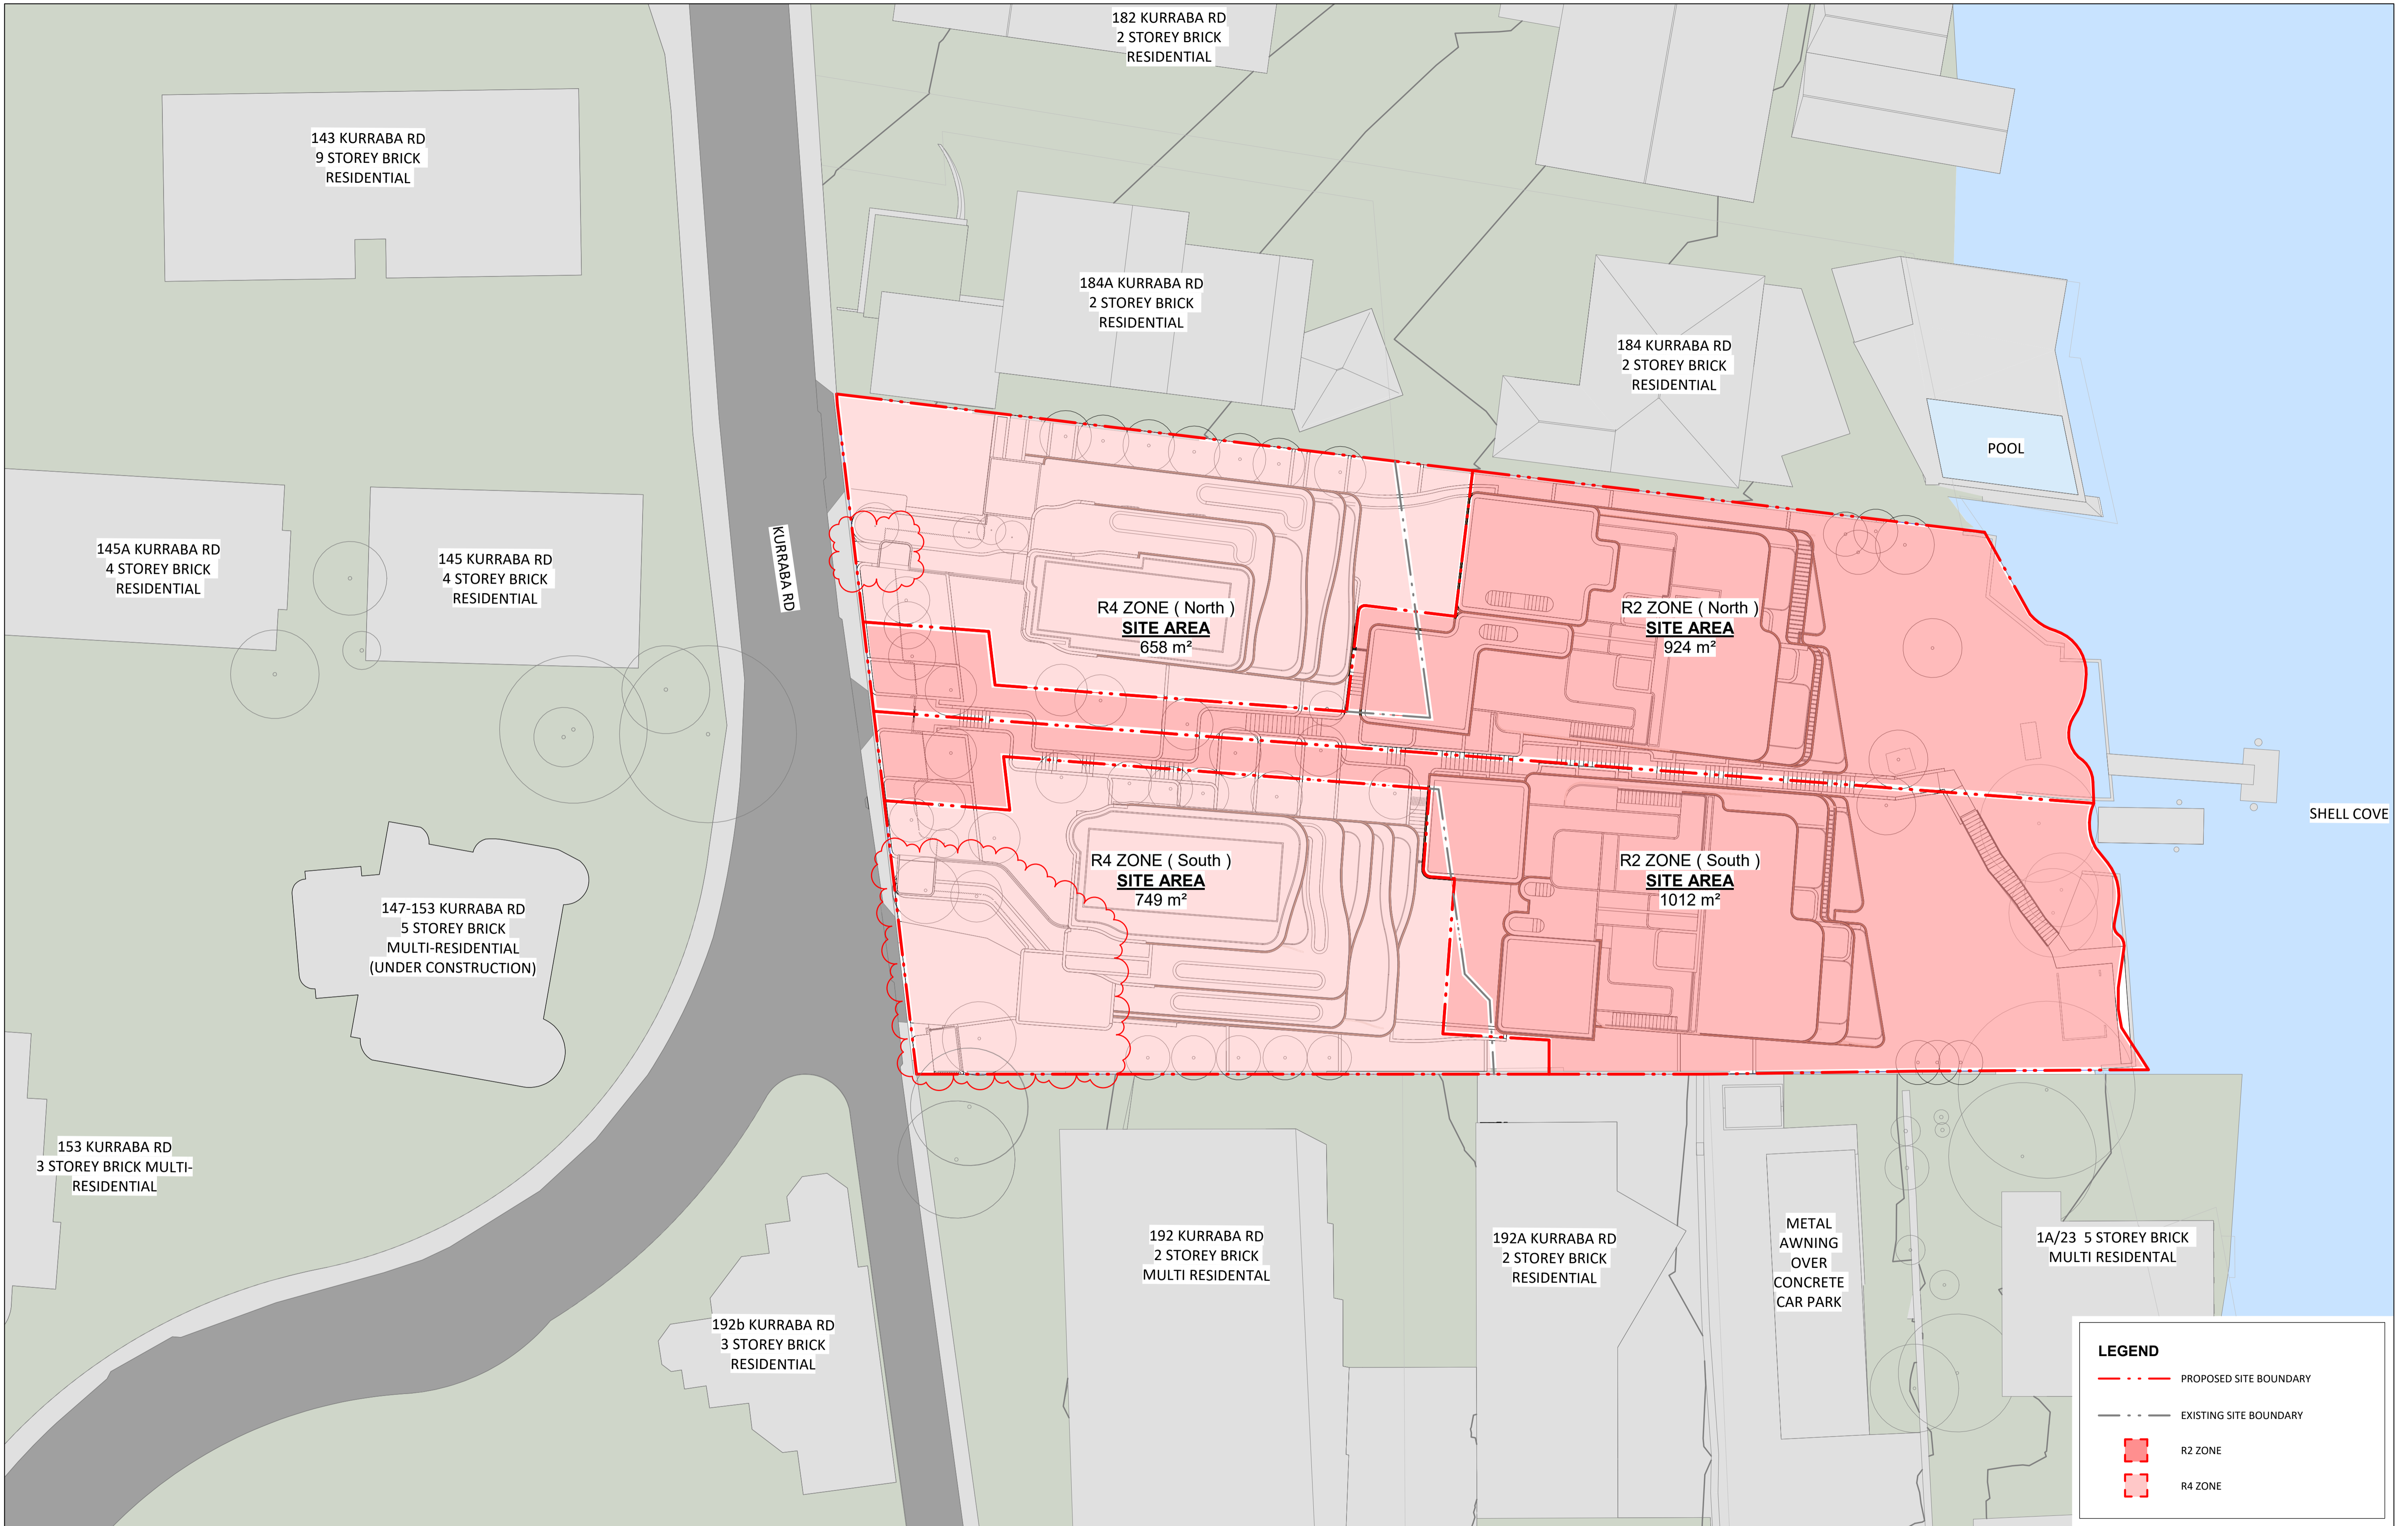 182 KURRABA RD
2 STOREY BRICK
RESIDENTIAL
143 KURRABA RD
9 STOREY BRICK
RESIDENTIAL
184A KURRABA RD
2 STOREY BRICK
RESIDENTIAL
184 KURRABA RD
2 STOREY BRICK
RESIDENTIAL
POOL
145A KURRABA RD
4 STOREY BRICK
RESIDENTIAL
145 KURRABA RD
4 STOREY BRICK
RESIDENTIAL
KURRABA RD
R4 ZONE ( North )
SITE AREA
658 m²
R2 ZONE ( North )
SITE AREA
924 m²
SHELL COVE
R4 ZONE ( South )
SITE AREA
749 m²
R2 ZONE ( South )
SITE AREA
1012 m²
147-153 KURRABA RD
5 STOREY BRICK
MULTI-RESIDENTIAL
(UNDER CONSTRUCTION)
153 KURRABA RD
3 STOREY BRICK MULTI-
RESIDENTIAL
192b KURRABA RD
3 STOREY BRICK
RESIDENTIAL
192 KURRABA RD
2 STOREY BRICK
MULTI RESIDENTAL
192A KURRABA RD
2 STOREY BRICK
RESIDENTIAL
METAL
AWNING
OVER
CONCRETE
CAR PARK
1A/23 5 STOREY BRICK
MULTI RESIDENTAL
LEGEND
PROPOSED SITE BOUNDARY
EXISTING SITE BOUNDARY
R2 ZONE
R4 ZONE